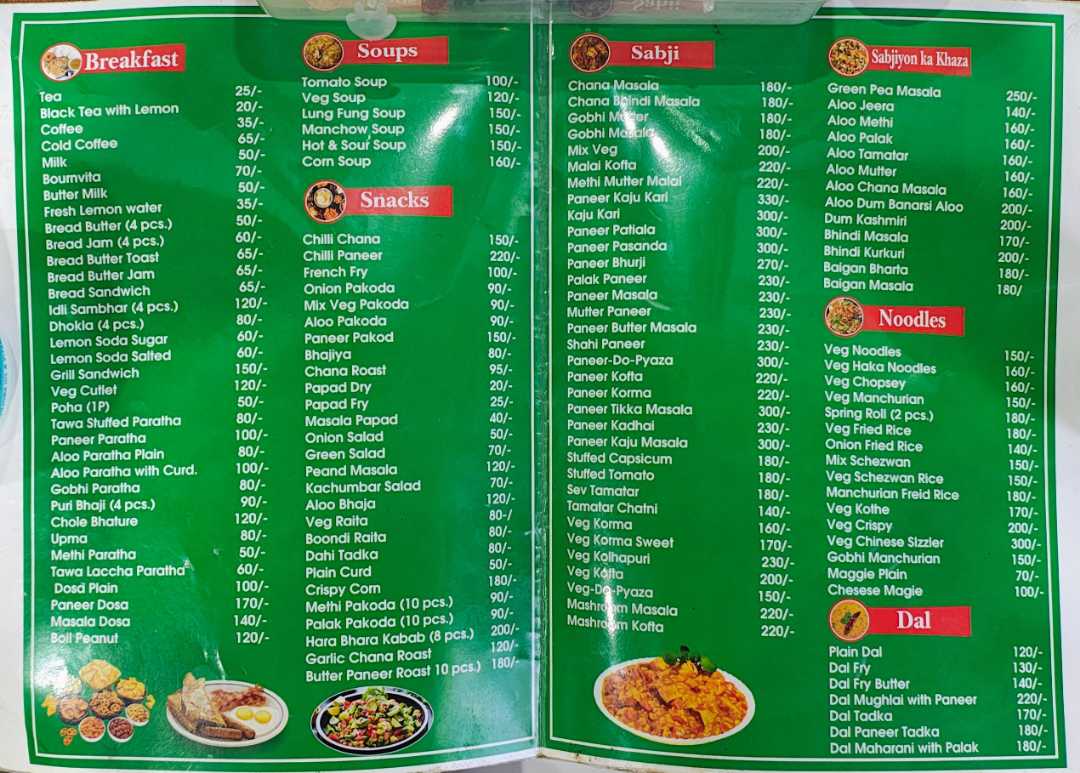 Breakfast
Tea 25/-
Black Tea with Lemon 20/-
Coffee 35/-
Cold Coffee 65/-
Milk 50/-
Bournvita 70/-
Butter Milk 50/-
Fresh Lemon water 35/-
Bread Butter (4 pcs.) 50/-
Bread Jam (4 pcs.) 60/-
Bread Butter Toast 65/-
Bread Butter Jam 65/-
Bread Sandwich 65/-
Idli Sambhar (4 pcs.) 120/-
Dhokla (4 pcs.) 80/-
Lemon Soda Sugar 60/-
Lemon Soda Salted 60/-
Grill Sandwich 150/-
Veg Cutlet 120/-
Poha (1P) 50/-
Tawa Stuffed Paratha 80/-
Paneer Paratha 100/-
Aloo Paratha Plain 80/-
Aloo Paratha with Curd. 100/-
Gobhi Paratha 80/-
Puri Bhaji (4 pcs.) 90/-
Chole Bhature 120/-
Upma 80/-
Methi Paratha 50/-
Tawa Laccha Paratha 60/-
Dosa Plain 100/-
Paneer Dosa 170/-
Masala Dosa 140/-
Boil Peanut 120/-
Soups
Tomato Soup 100/-
Veg Soup 120/-
Lung Fung Soup 150/-
Manchow Soup 150/-
Hot & Sour Soup 150/-
Corn Soup 160/-
Snacks
Chilli Chana 150/-
Chilli Paneer 220/-
French Fry 100/-
Onion Pakoda 90/-
Mix Veg Pakoda 90/-
Aloo Pakoda 90/-
Paneer Pakod 150/-
Bhajiya 80/-
Chana Roast 95/-
Papad Dry 20/-
Papad Fry 25/-
Masala Papad 40/-
Onion Salad 50/-
Green Salad 70/-
Peand Masala 120/-
Kachumbar Salad 70/-
Aloo Bhaja 120/-
Veg Raita 80-/
Boondi Raita 80/-
Dahi Tadka 80/-
Plain Curd 50/-
Crispy Corn 180/-
Methi Pakoda (10 pcs.) 90/-
Palak Pakoda (10 pcs.) 90/-
Hara Bhara Kabab (8 pcs.) 200/-
Garlic Chana Roast 120/-
Butter Paneer Roast 10 pcs.) 180/-
Sabji
Chana Masala 180/-
Chana Bhindi Masala 180/-
Gobhi Mutter 180/-
Gobhi Masala 180/-
Mix Veg 200/-
Malai Kofta 220/-
Methi Mutter Malai 220/-
Paneer Kaju Kari 330/-
Kaju Kari 300/-
Paneer Patiala 300/-
Paneer Pasanda 300/-
Paneer Bhurji 270/-
Palak Paneer 230/-
Paneer Masala 230/-
Mutter Paneer 230/-
Paneer Butter Masala 230/-
Shahi Paneer 230/-
Paneer-Do-Pyaza 300/-
Paneer Kofta 220/-
Paneer Korma 220/-
Paneer Tikka Masala 300/-
Paneer Kadhai 230/-
Paneer Kaju Masala 300/-
Stuffed Capsicum 180/-
Stuffed Tomato 180/-
Sev Tamatar 180/-
Tamatar Chatni 140/-
Veg Korma 160/-
Veg Korma Sweet 170/-
Veg Kolhapuri 230/-
Veg Kofta 200/-
Veg-Do-Pyaza 150/-
Mashroom Masala 220/-
Mashroom Kofta 220/-
Sabjiyon ka Khaza
Green Pea Masala 250/-
Aloo Jeera 140/-
Aloo Methi 160/-
Aloo Palak 160/-
Aloo Tamatar 160/-
Aloo Mutter 160/-
Aloo Chana Masala 160/-
Aloo Dum Banarsi Aloo 200/-
Dum Kashmiri 200/-
Bhindi Masala 170/-
Bhindi Kurkuri 200/-
Baigan Bharta 180/-
Baigan Masala 180/
Noodles
Veg Noodles 150/-
Veg Haka Noodles 160/-
Veg Chopsey 160/-
Veg Manchurian 150/-
Spring Roll (2 pcs.) 180/-
Veg Fried Rice 180/-
Onion Fried Rice 140/-
Mix Schezwan 150/-
Veg Schezwan Rice 150/-
Manchurian Freid Rice 180/-
Veg Kothe 170/-
Veg Crispy 200/-
Veg Chinese Sizzler 300/-
Gobhi Manchurian 150/-
Maggie Plain 70/-
Chesese Magie 100/-
Dal
Plain Dal 120/-
Dal Fry 130/-
Dal Fry Butter 140/-
Dal Mughlai with Paneer 220/-
Dal Tadka 170/-
Dal Paneer Tadka 180/-
Dal Maharani with Palak 180/-